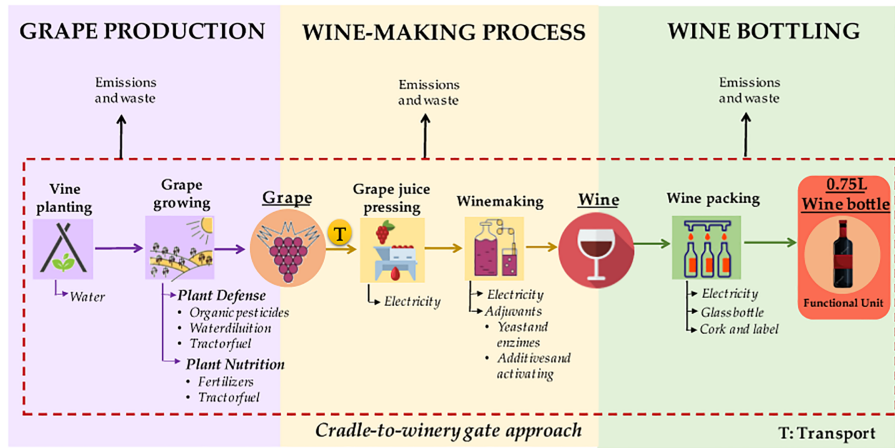 GRAPE PRODUCTION
WINE-MAKING PROCESS
WINE BOTTLING
Emissions
and waste
Emissions
and waste
Emissions
and waste
Vine
planting
Water
Grape
growing
Plant Defense
• Organic pesticides
• Waterdiluition
• Tractorfuel
Plant Nutrition
• Fertilizers
• Tractorfuel
Grape
T
Grape juice
pressing
Electricity
Winemaking
Electricity
Adjuvants
• Yeastand
enzimes
• Additivesand
activating
Wine
Wine packing
Electricity
Glassbottle
Cork and label
0.75L
Wine bottle
Functional Unit
Cradle-to-winery gate approach
T: Transport